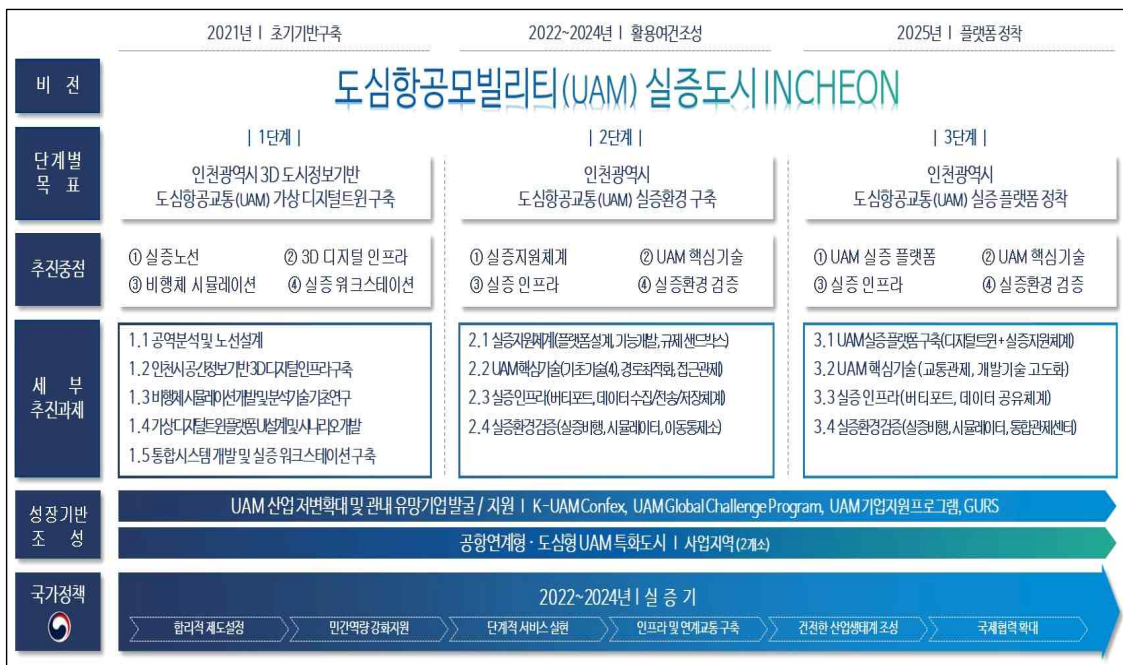 2021년 | 초기기반구축
2022~2024년 | 활용여건조성
2025년 | 플랫폼 정착
비 전
도심항공모빌리티(UAM) 실증도시 INCHEON
단계별
목 표
| 1단계 |
인천광역시 3D 도시정보기반
도심항공교통(UAM) 가상 디지털트윈 구축
| 2단계 |
인천광역시
도심항공교통(UAM) 실증환경 구축
| 3단계 |
인천광역시
도심항공교통(UAM) 실증 플랫폼 정착
추진중점
① 실증노선 ② 3D 디지털 인프라
③ 비행체 시뮬레이션 ④ 실증 워크스테이션
① 실증지원체계 ② UAM 핵심기술
③ 실증 인프라 ④ 실증환경 검증
① UAM 실증 플랫폼 ② UAM 핵심기술
③ 실증 인프라 ④ 실증환경 검증
세 부
추진과제
1.1 공역분석 및 노선설계
1.2 인천시 공간정보기반 3D 디지털인프라 구축
1.3 비행체 시뮬레이션 개발 및 분석기술 기초연구
1.4 가상 디지털트윈 플랫폼 UI 설계 및 시나리오 개발
1.5 통합시스템 개발 및 실증 워크스테이션 구축
2.1 실증지원체계(플랫폼설계, 기능개발, 규제샌드박스)
2.2 UAM 핵심기술(기초기술(4), 경로최적화, 접근관제)
2.3 실증인프라(버티포트, 데이터 수집/전송/저장체계)
2.4 실증환경검증(실증비행, 시뮬레이터, 이동통제소)
3.1 UAM 실증 플랫폼 구축(디지털트윈 + 실증지원체계)
3.2 UAM 핵심기술 (교통관제, 개발기술 고도화)
3.3 실증인프라(버티포트, 데이터 공유체계)
3.4 실증환경검증(실증비행, 시뮬레이터, 통합관제센터)
성장기반
조 성
UAM 산업 저변확대 및 관내 유망기업 발굴 / 지원 | K-UAM Confex, UAM Global Challenge Program, UAM 기업지원프로그램, GURS
공항연계형 · 도심형 UAM 특화도시 | 사업지역 (2개소)
국가정책
2022~2024년 | 실 증 기
합리적 제도설정
민간역량 강화지원
단계적 서비스 실현
인프라 및 연계교통 구축
건전한 산업생태계 조성
국제협력 확대